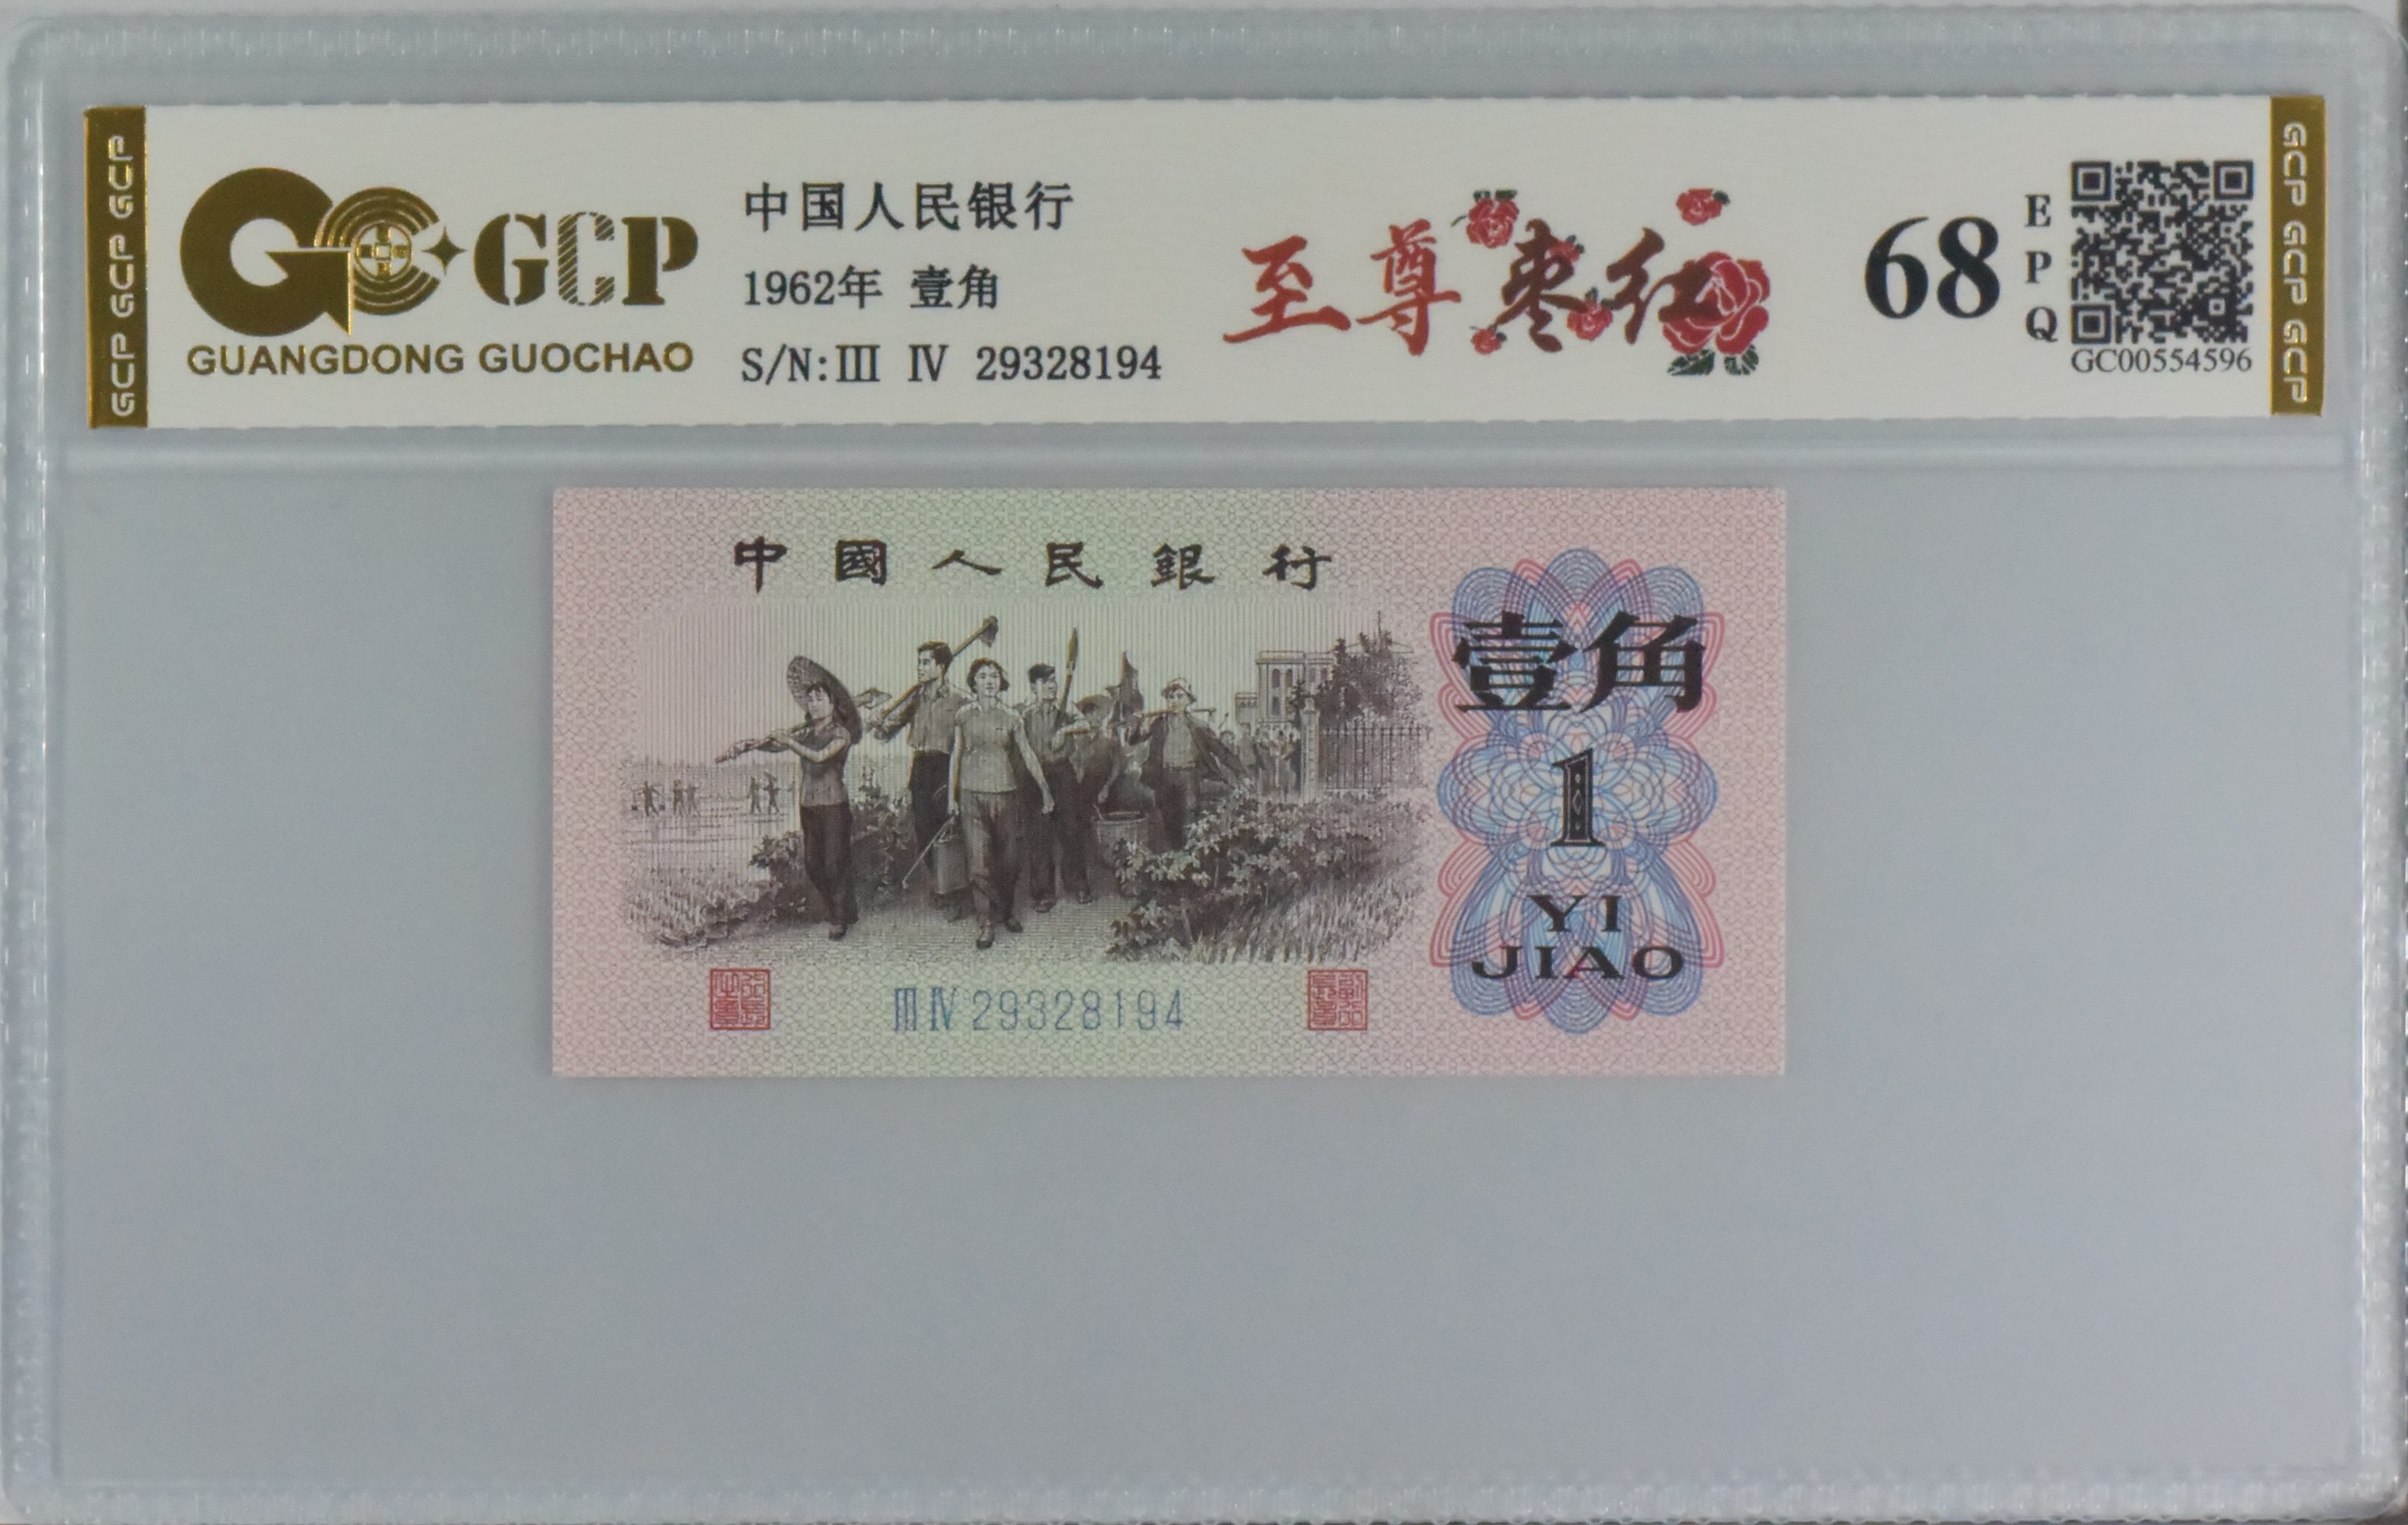 GCP GCP GCP
GCP
GUANGDONG GUOCHAO
中国人民银行
1962年 壹角
S/N:Ⅲ Ⅳ 29328194
至尊枣红
68
E
P
Q
GC00554596
GCP GCP GCP
中國人民銀行
壹角
1
YI
JIAO
Ⅲ Ⅳ 29328194